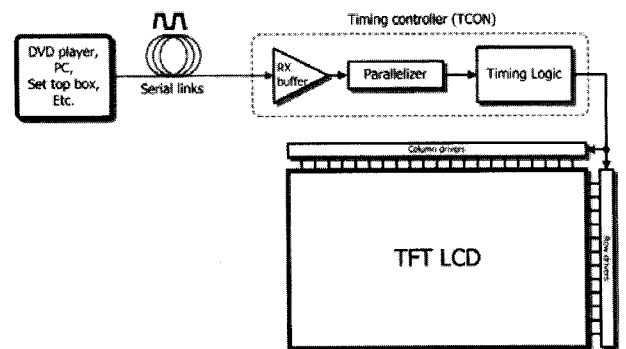 Timing controller (TCON)
DVD player,
PC,
Set top box,
Etc.
Serial links
RX
buffer
Parallelizer
Timing Logic
Column drivers
Row drivers
TFT LCD